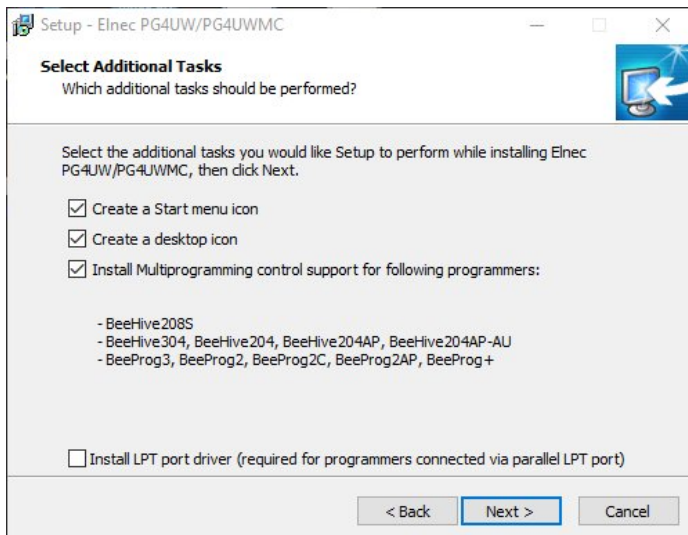 Setup - Elnec PG4UW/PG4UWMC
Select Additional Tasks
Which additional tasks should be performed?
Select the additional tasks you would like Setup to perform while installing Elnec
PG4UW/PG4UWMC, then click Next.
Create a Start menu icon
Create a desktop icon
Install Multiprogramming control support for following programmers:
- BeeHive208S
- BeeHive304, BeeHive204, BeeHive204AP, BeeHive204AP-AU
- BeeProg3, BeeProg2, BeeProg2C, BeeProg2AP, BeeProg+
Install LPT port driver (required for programmers connected via parallel LPT port)
< Back Next > Cancel